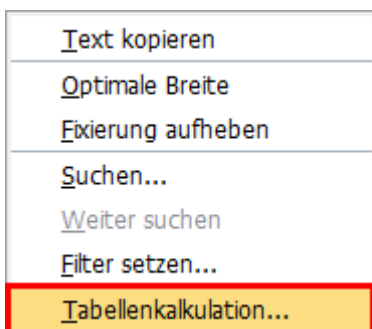 Text kopieren
Optimale Breite
Fixierung aufheben
Suchen...
Weiter suchen
Filter setzen...
Tabellenkalkulation...